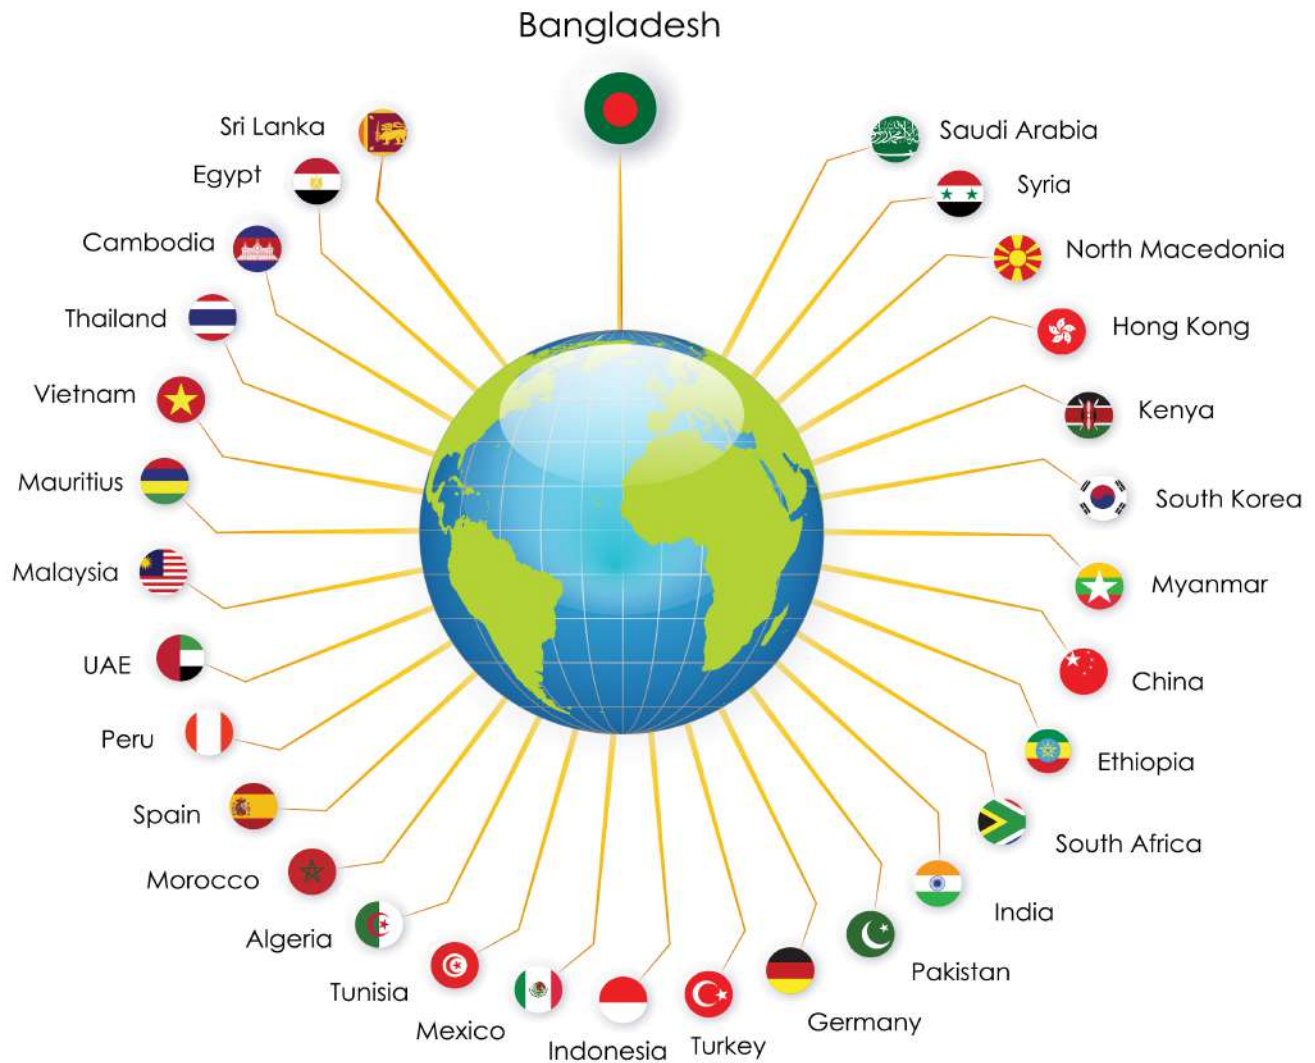 Bangladesh
Sri Lanka
Egypt
Cambodia
Thailand
Vietnam
Mauritius
Malaysia
UAE
Peru
Spain
Morocco
Algeria
Tunisia
Mexico
Indonesia
Turkey
Germany
Pakistan
India
South Africa
Ethiopia
China
Myanmar
South Korea
Kenya
Hong Kong
North Macedonia
Syria
Saudi Arabia